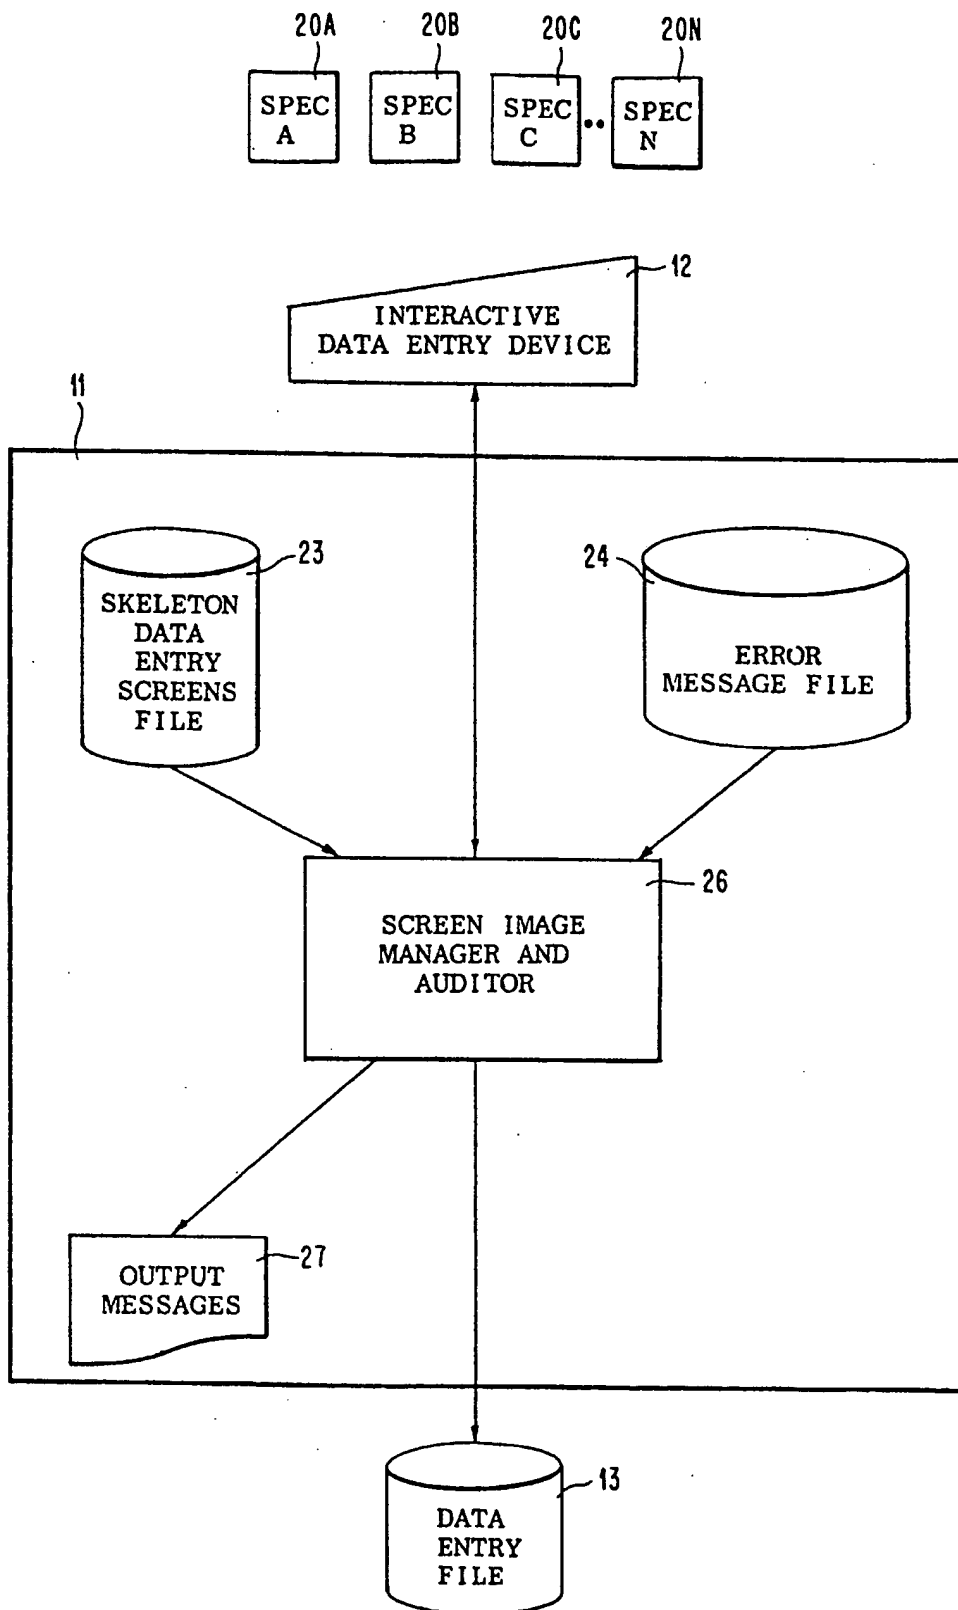 20A 20B 20C 20N
SPEC A
SPEC B
SPEC C
••
SPEC N
12
INTERACTIVE
DATA ENTRY DEVICE
11
23
SKELETON
DATA
ENTRY
SCREENS
FILE
24
ERROR
MESSAGE FILE
26
SCREEN IMAGE
MANAGER AND
AUDITOR
27
OUTPUT
MESSAGES
13
DATA
ENTRY
FILE